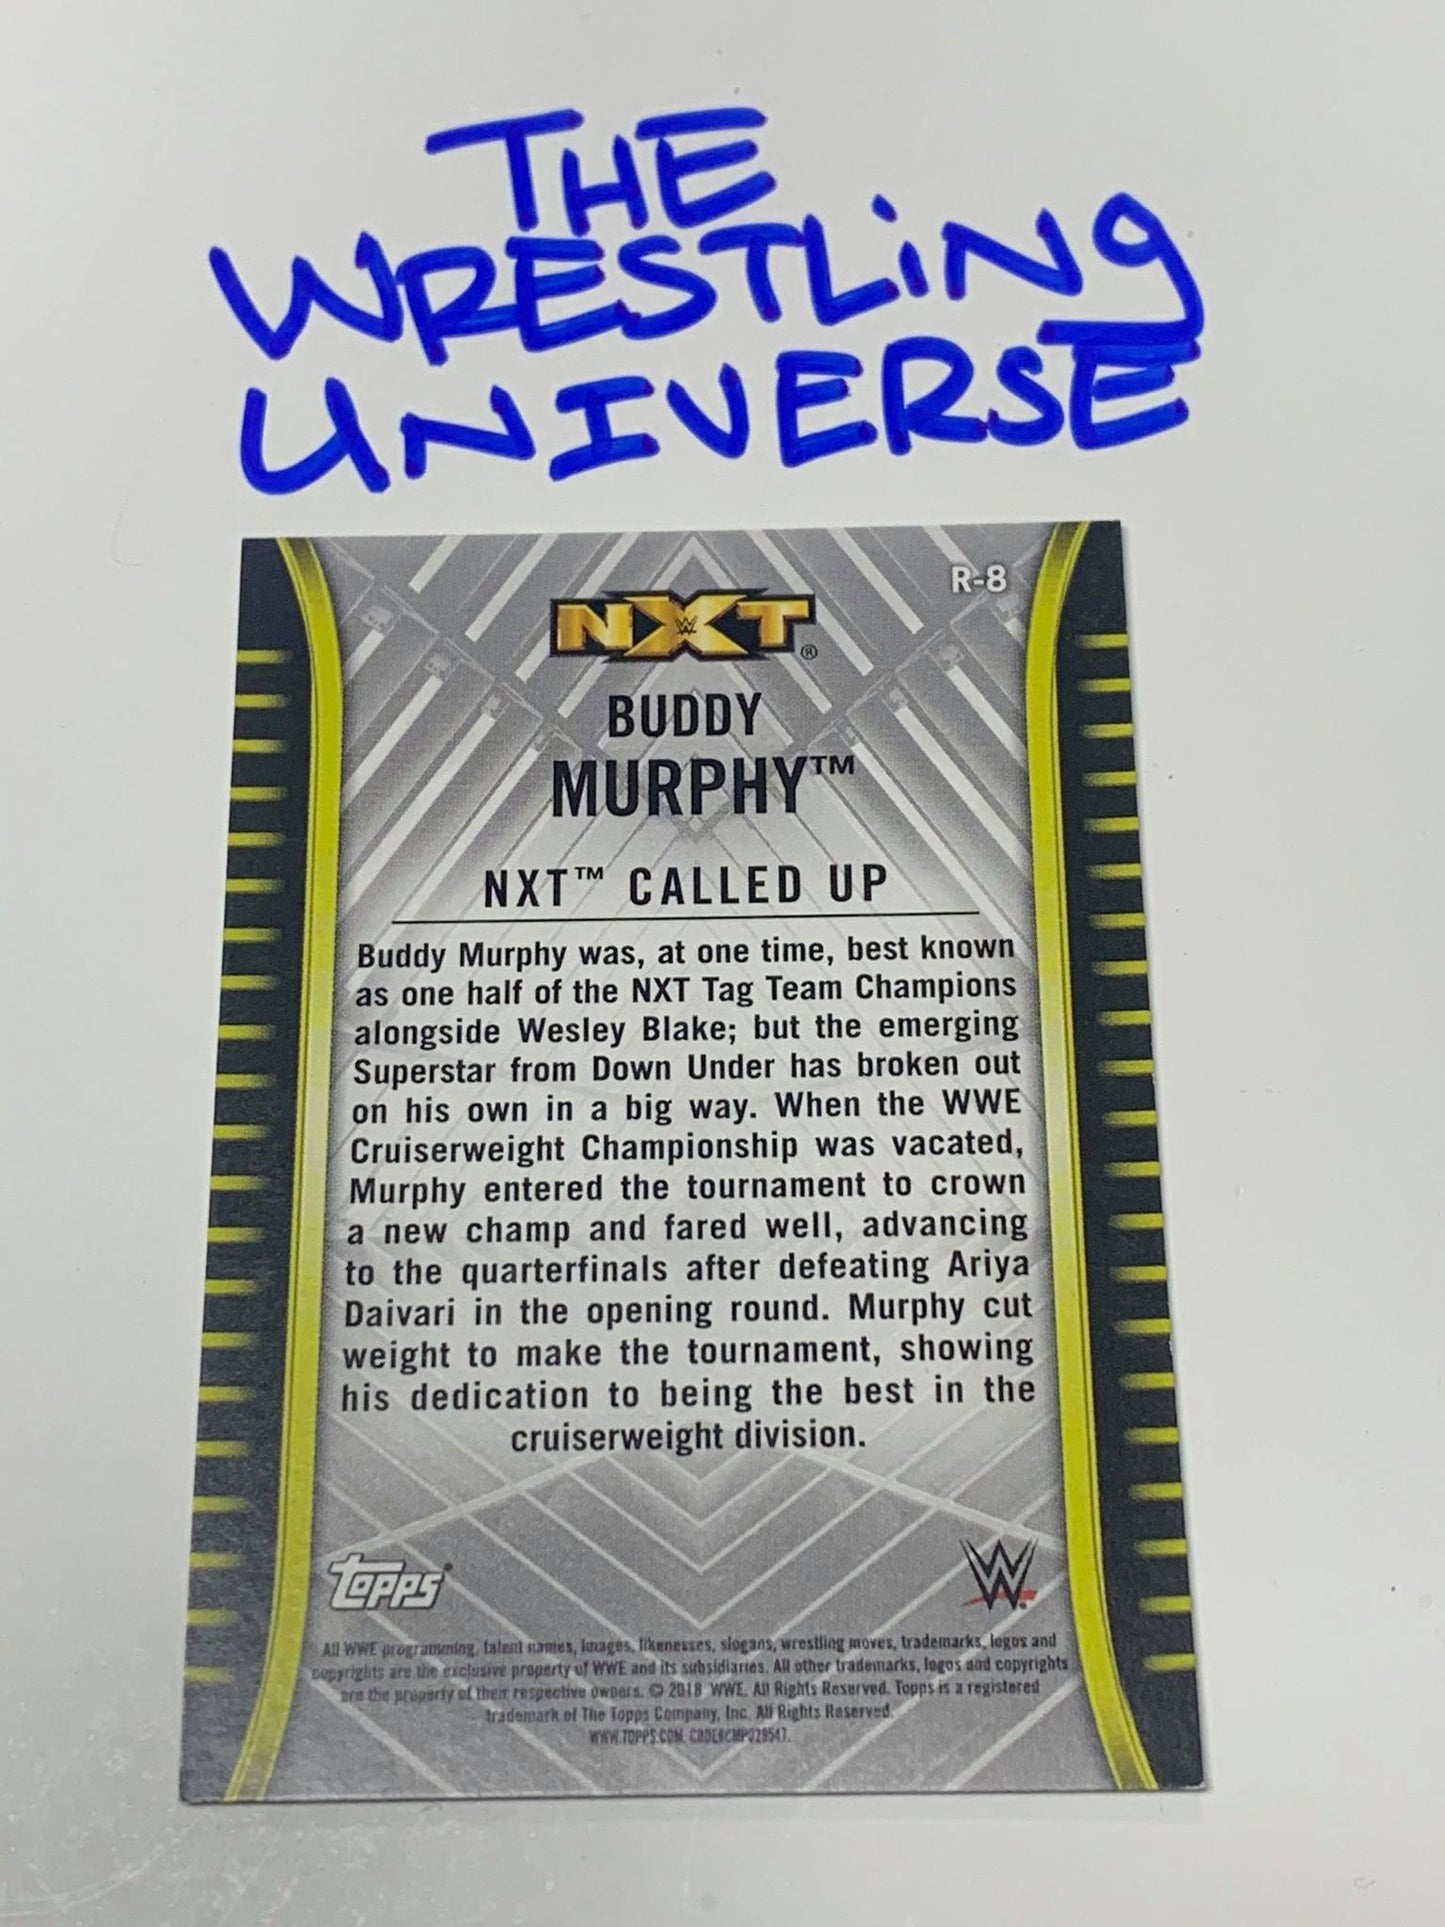 THE
WRESTLiNg
UNIVERSE
R-8
NXT®
BUDDY
MURPHY™
NXT™ CALLED UP
Buddy Murphy was, at one time, best known
as one half of the NXT Tag Team Champions
alongside Wesley Blake; but the emerging
Superstar from Down Under has broken out
on his own in a big way. When the WWE
Cruiserweight Championship was vacated,
Murphy entered the tournament to crown
a new champ and fared well, advancing
to the quarterfinals after defeating Ariya
Daivari in the opening round. Murphy cut
weight to make the tournament, showing
his dedication to being the best in the
cruiserweight division.
Topps®
W
All WWE programming, talent names, images, likenesses, slogans, wrestling moves, trademarks, logos and
copyrights are the exclusive property of WWE and its subsidiaries. All other trademarks, logos and copyrights
are the property of their respective owners. © 2018 WWE. All Rights Reserved. Topps is a registered
trademark of The Topps Company, Inc. All Rights Reserved.
WWW.TOPPS.COM. CODE#CMP029547.